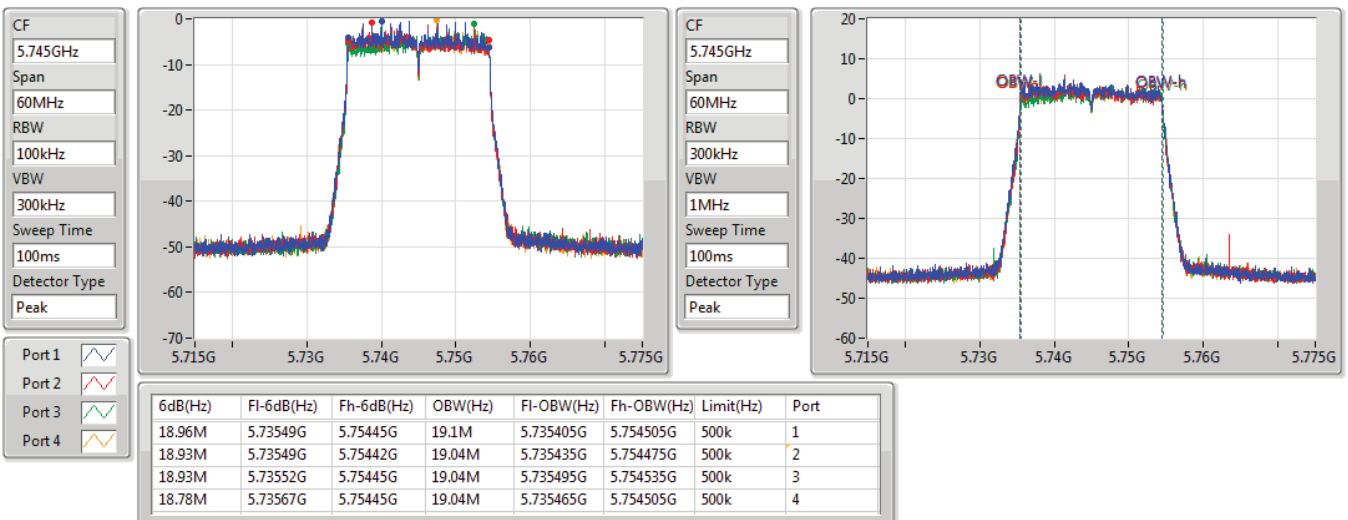 CF
5.745GHz
Span
60MHz
RBW
100kHz
VBW
300kHz
Sweep Time
100ms
Detector Type
Peak
0
-10
-20
-30
-40
-50
-60
-70
5.715G 5.73G 5.74G 5.75G 5.76G 5.775G
CF
5.745GHz
Span
60MHz
RBW
300kHz
VBW
1MHz
Sweep Time
100ms
Detector Type
Peak
20
10
0
-10
-20
-30
-40
-50
-60
OBW-l OBW-h
5.715G 5.73G 5.74G 5.75G 5.76G 5.775G
Port 1
Port 2
Port 3
Port 4
6dB(Hz) Fl-6dB(Hz) Fh-6dB(Hz) OBW(Hz) Fl-OBW(Hz) Fh-OBW(Hz) Limit(Hz) Port
18.96M 5.73549G 5.75445G 19.1M 5.735405G 5.754505G 500k 1
18.93M 5.73549G 5.75442G 19.04M 5.735435G 5.754475G 500k 2
18.93M 5.73552G 5.75445G 19.04M 5.735495G 5.754535G 500k 3
18.78M 5.73567G 5.75445G 19.04M 5.735465G 5.754505G 500k 4